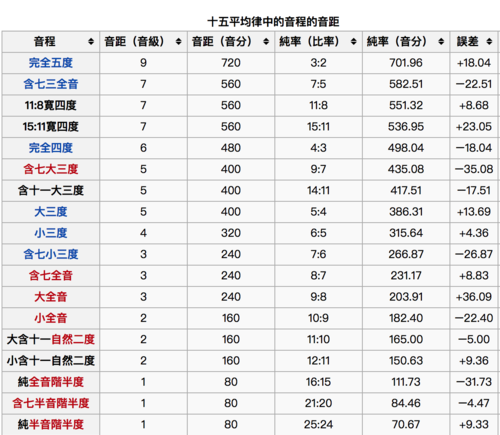 十五平均律中的音程的音距
音程 音距（音級） 音距（音分） 純率（比率） 純率（音分） 誤差
完全五度 9 720 3:2 701.96 +18.04
含七三全音 7 560 7:5 582.51 −22.51
11:8寬四度 7 560 11:8 551.32 +8.68
15:11寬四度 7 560 15:11 536.95 +23.05
完全四度 6 480 4:3 498.04 −18.04
含七大三度 5 400 9:7 435.08 −35.08
含十一大三度 5 400 14:11 417.51 −17.51
大三度 5 400 5:4 386.31 +13.69
小三度 4 320 6:5 315.64 +4.36
含七小三度 3 240 7:6 266.87 −26.87
含七全音 3 240 8:7 231.17 +8.83
大全音 3 240 9:8 203.91 +36.09
小全音 2 160 10:9 182.40 −22.40
大含十一自然二度 2 160 11:10 165.00 −5.00
小含十一自然二度 2 160 12:11 150.63 +9.36
純全音階半度 1 80 16:15 111.73 −31.73
含七半音階半度 1 80 21:20 84.46 −4.47
純半音階半度 1 80 25:24 70.67 +9.33